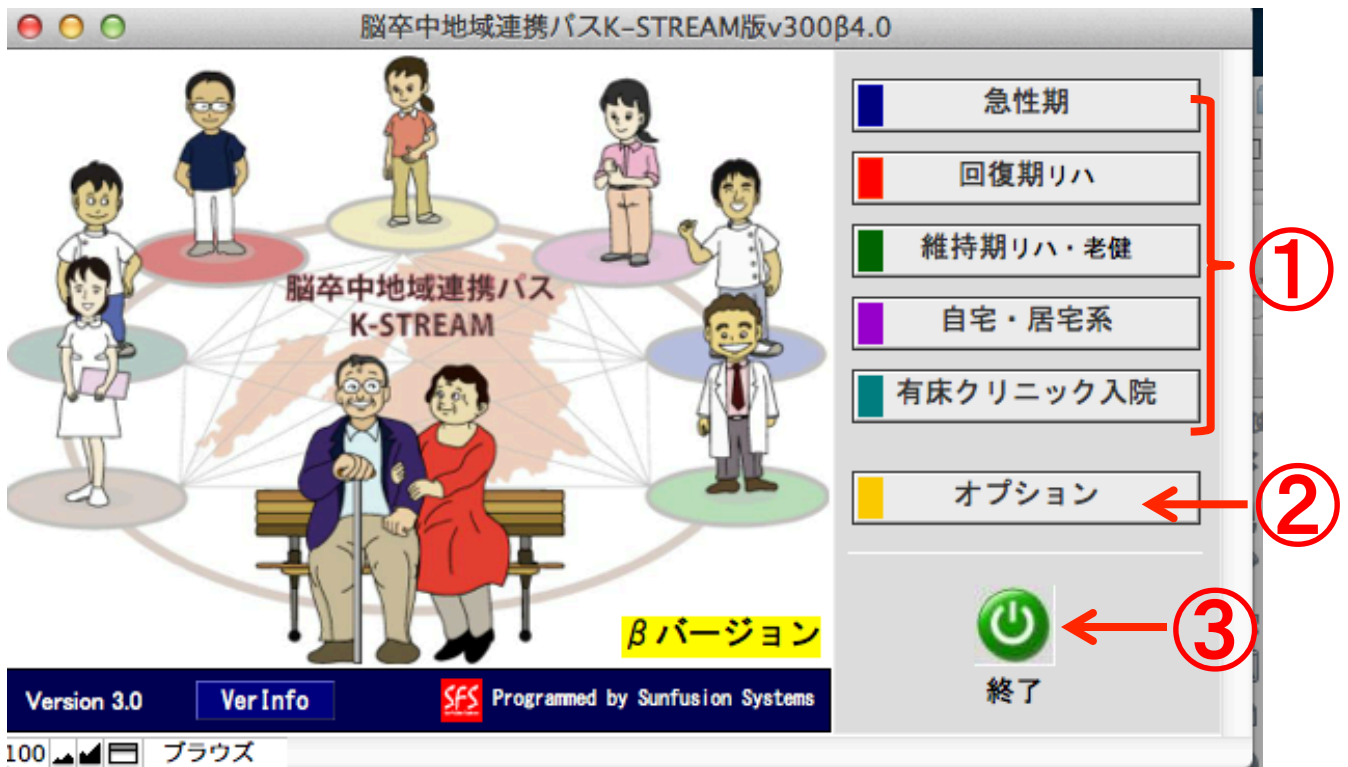 脳卒中地域連携パスK-STREAM版v300β4.0
急性期
回復期リハ
維持期リハ・老健
自宅・居宅系
有床クリニック入院
①
オプション
②
③
終了
脳卒中地域連携パス
K-STREAM
βバージョン
Version 3.0
VerInfo
SFS
Programmed by Sunfusion Systems
100
ブラウズ